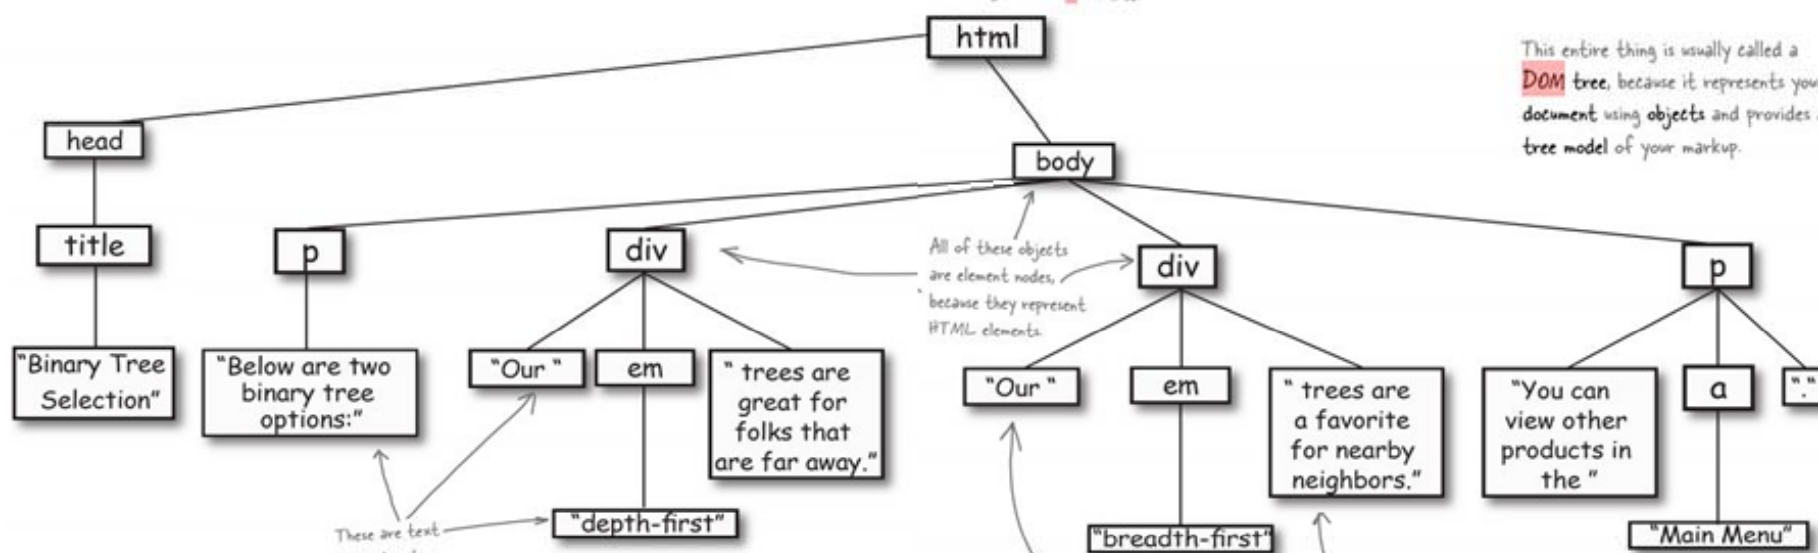 html
This entire thing is usually called a
DOM tree, because it represents you
document using objects and provides
tree model of your markup.
head
body
title
p
div
All of these objects
are element nodes,
because they represent
HTML elements.
div
p
"Binary Tree
Selection"
"Below are two
binary tree
options:"
"Our "
em
" trees are
great for
folks that
are far away."
"Our "
em
" trees are
a favorite
for nearby
neighbors."
"You can
view other
products in
the "
a
"."
These are text
"depth-first"
"breadth-first"
"Main Menu"